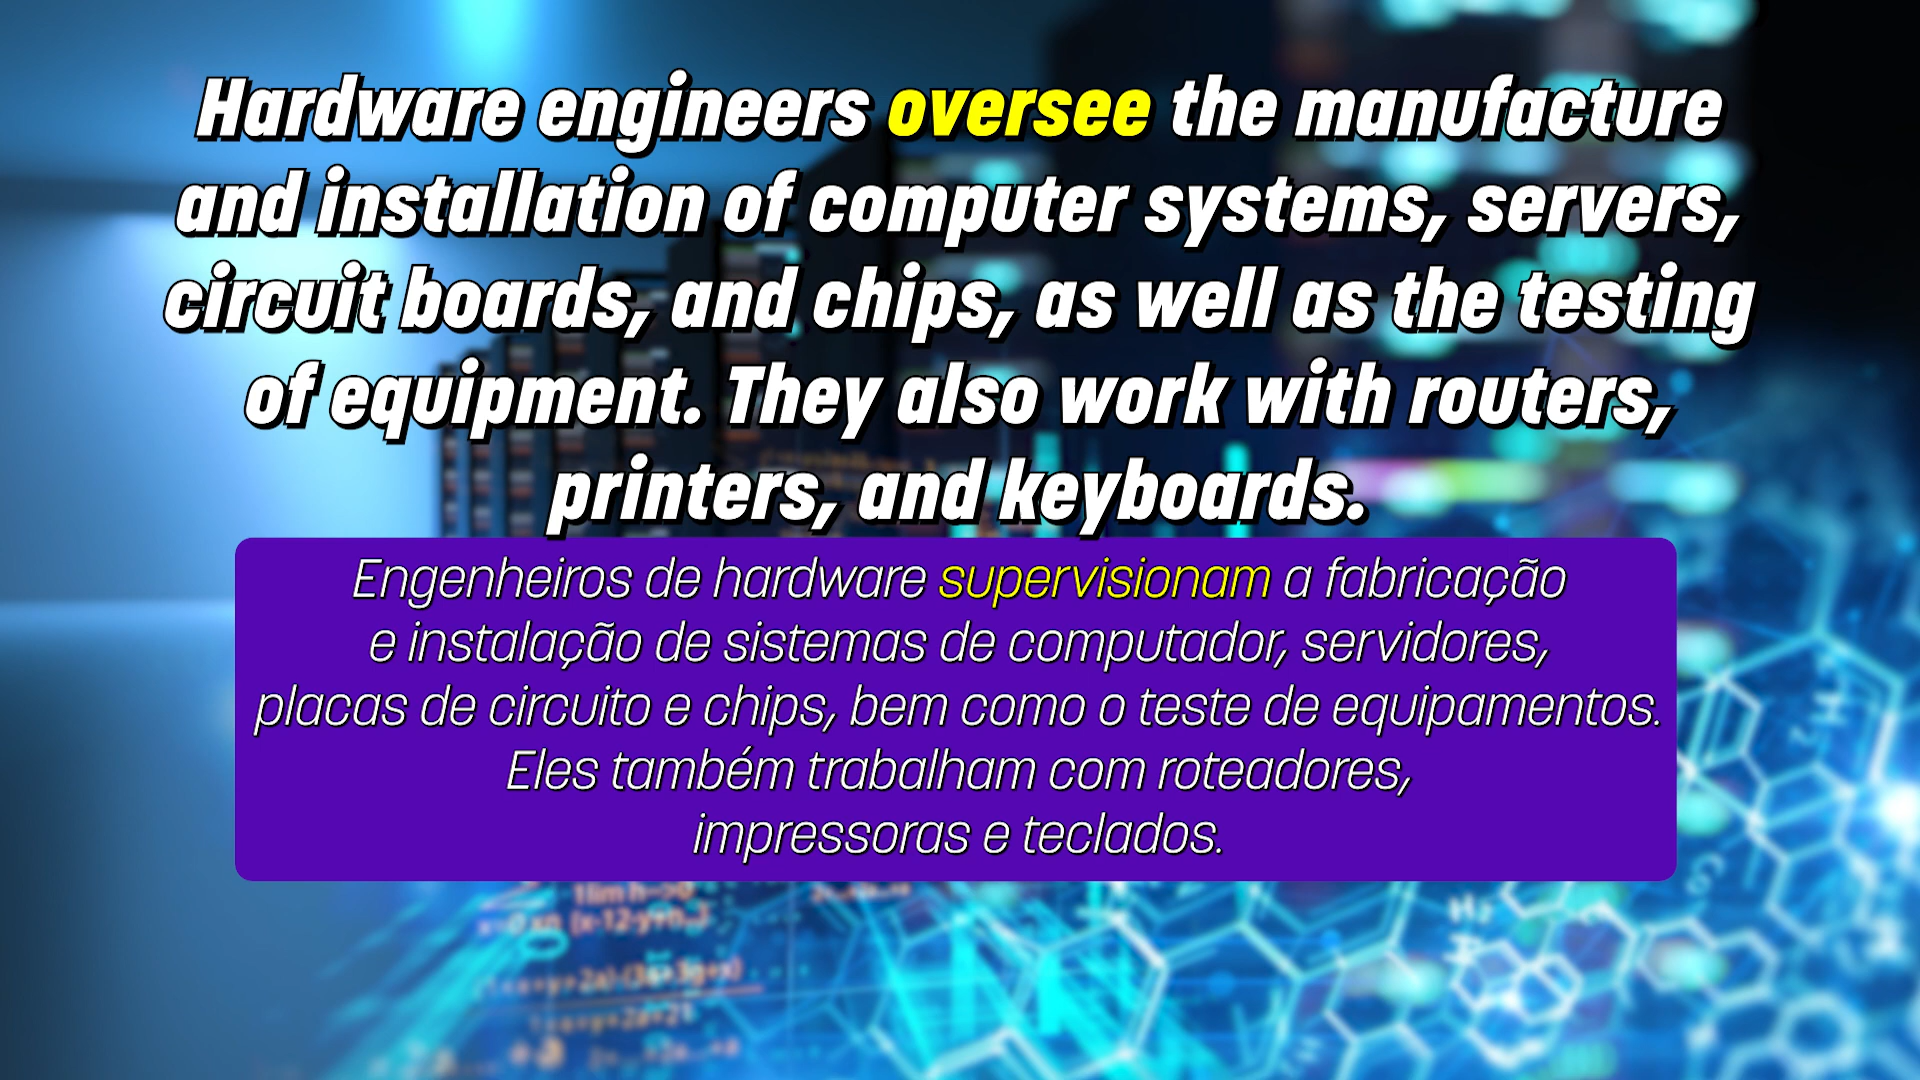 Hardware engineers oversee the manufacture
and installation of computer systems, servers,
circuit boards, and chips, as well as the testing
of equipment. They also work with routers,
printers, and keyboards.
Engenheiros de hardware supervisionam a fabricação
e instalação de sistemas de computador, servidores,
placas de circuito e chips, bem como o teste de equipamentos.
Eles também trabalham com roteadores,
impressoras e teclados.